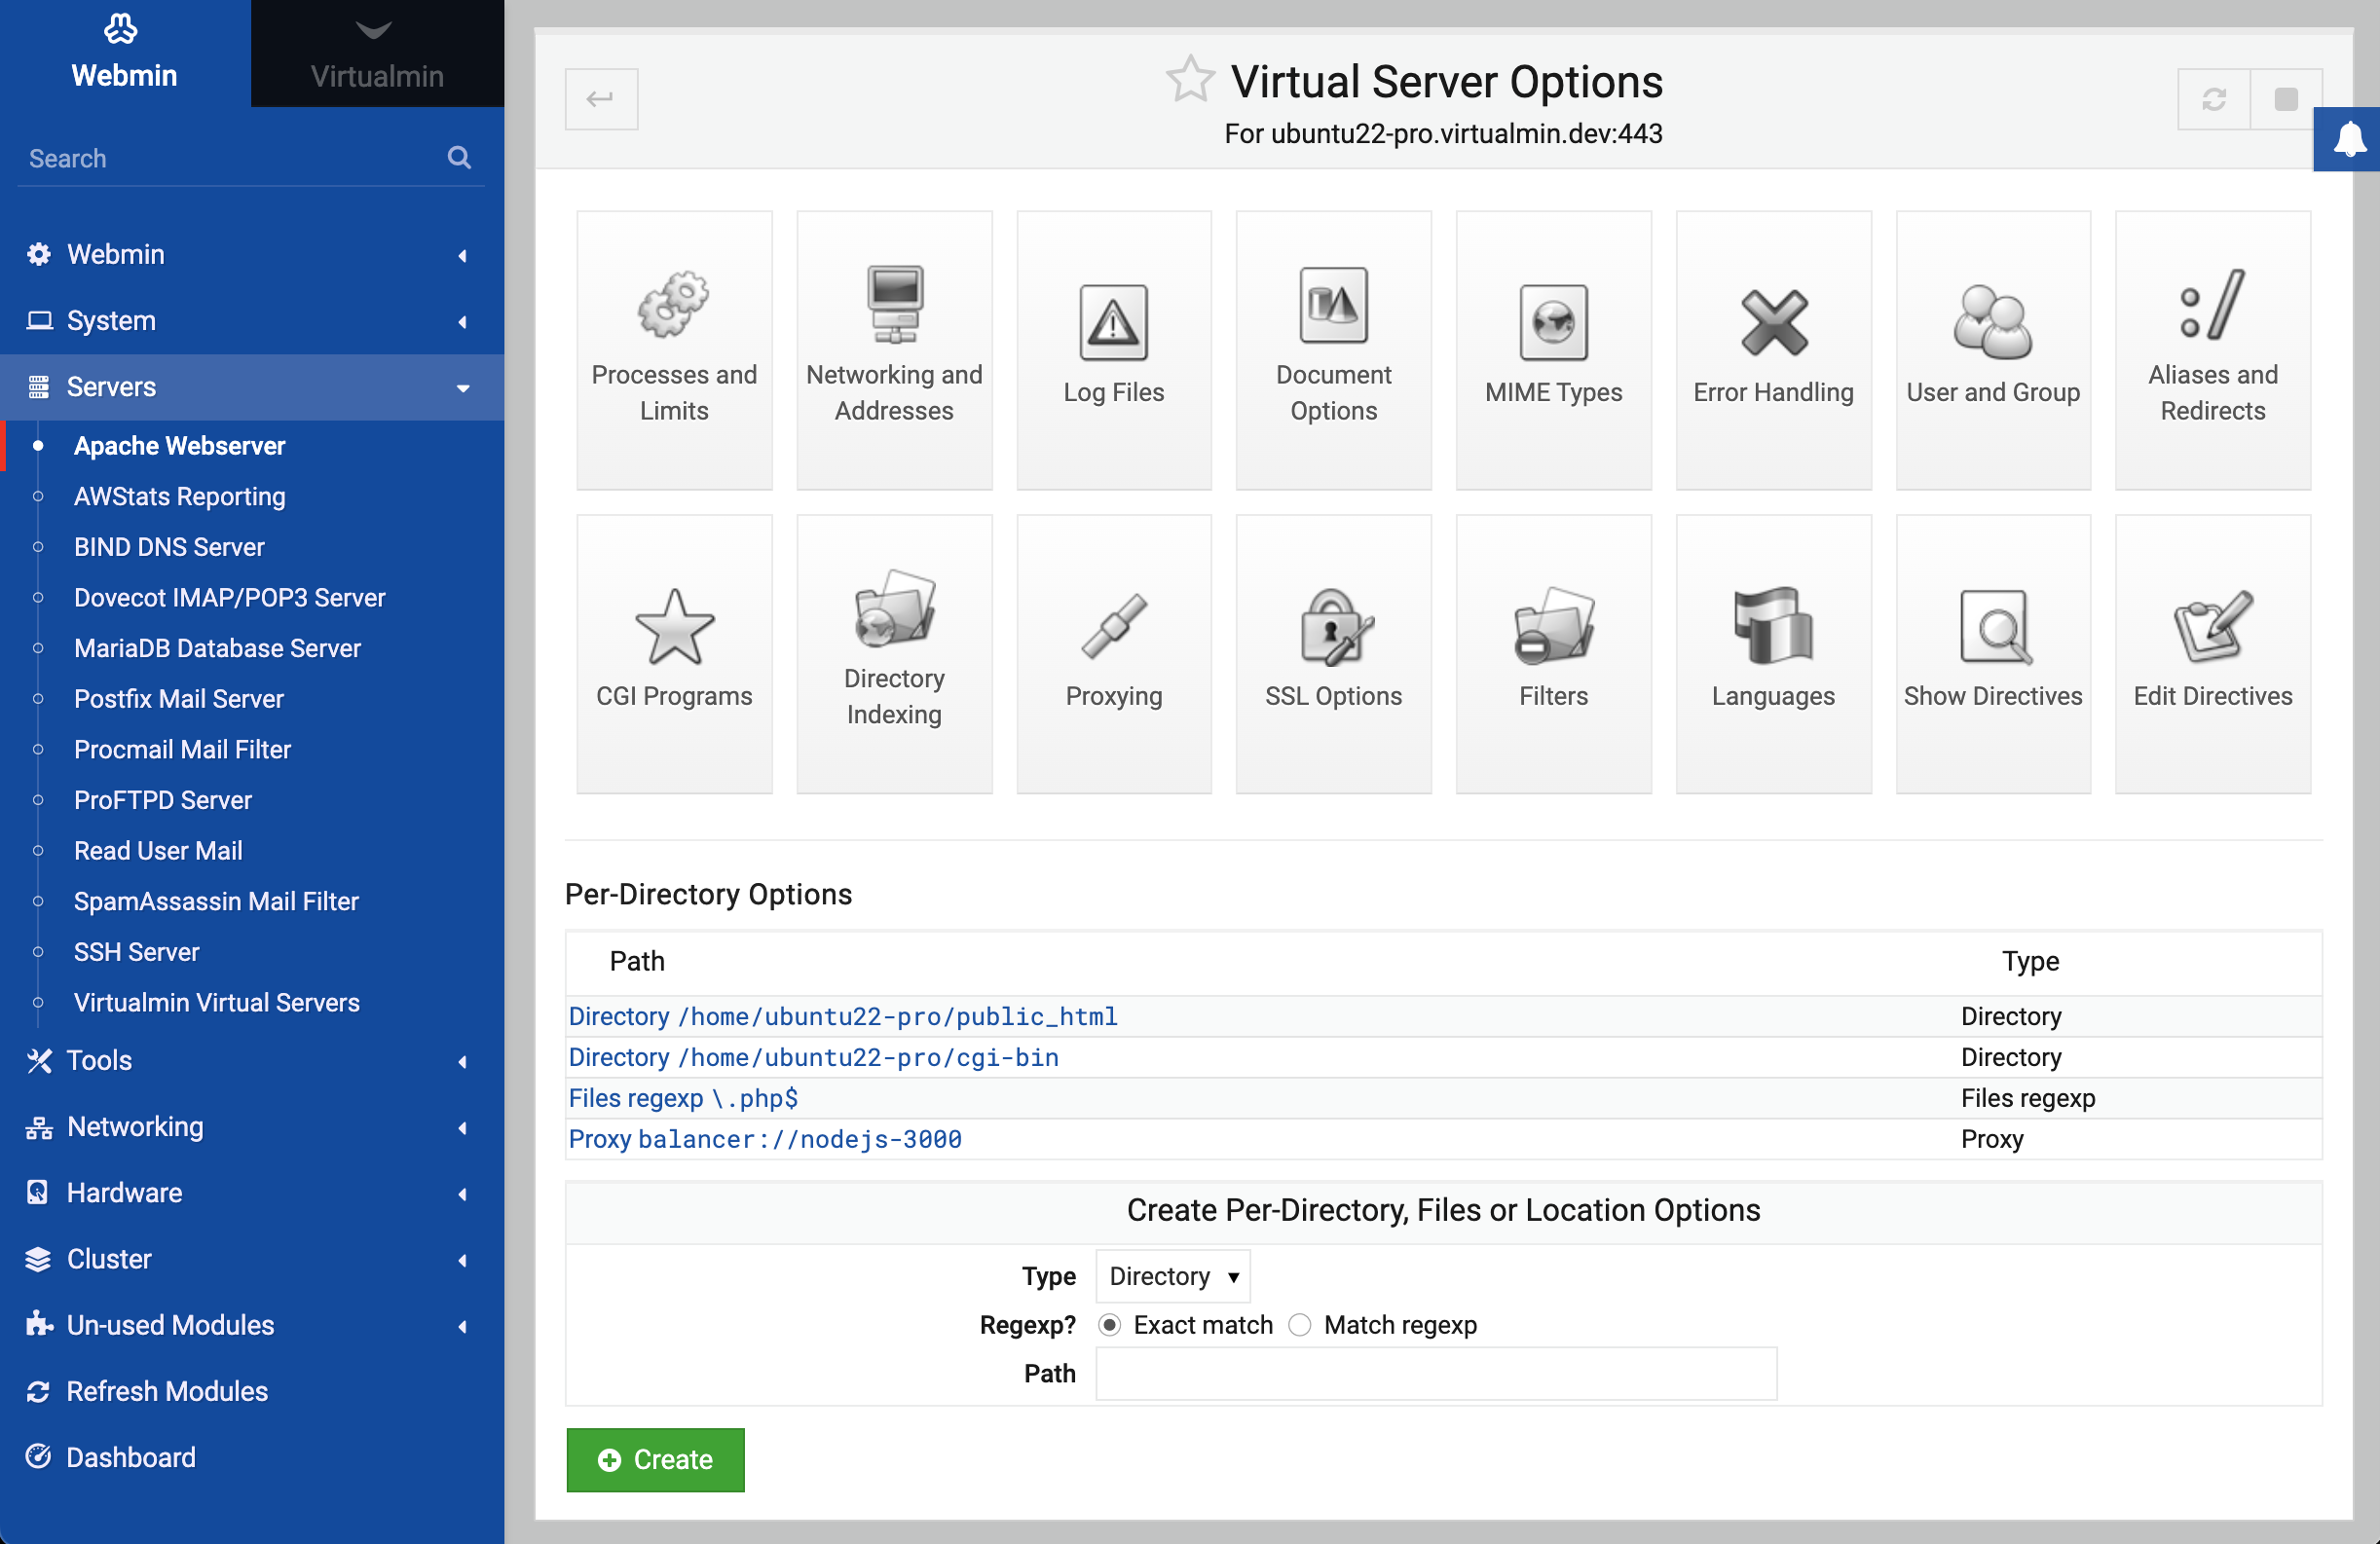 Webmin
Virtualmin
Search
Webmin
System
Servers
Apache Webserver
AWStats Reporting
BIND DNS Server
Dovecot IMAP/POP3 Server
MariaDB Database Server
Postfix Mail Server
Procmail Mail Filter
ProFTPD Server
Read User Mail
SpamAssassin Mail Filter
SSH Server
Virtualmin Virtual Servers
Tools
Networking
Hardware
Cluster
Un-used Modules
Refresh Modules
Dashboard
Virtual Server Options
For ubuntu22-pro.virtualmin.dev:443
Processes and
Limits
Networking and
Addresses
Log Files
Document
Options
MIME Types
Error Handling
User and Group
Aliases and
Redirects
CGI Programs
Directory
Indexing
Proxying
SSL Options
Filters
Languages
Show Directives
Edit Directives
Per-Directory Options
Path Type
Directory /home/ubuntu22-pro/public_html Directory
Directory /home/ubuntu22-pro/cgi-bin Directory
Files regexp \.php$ Files regexp
Proxy balancer://nodejs-3000 Proxy
Create Per-Directory, Files or Location Options
Type Directory
Regexp? Exact match Match regexp
Path
Create